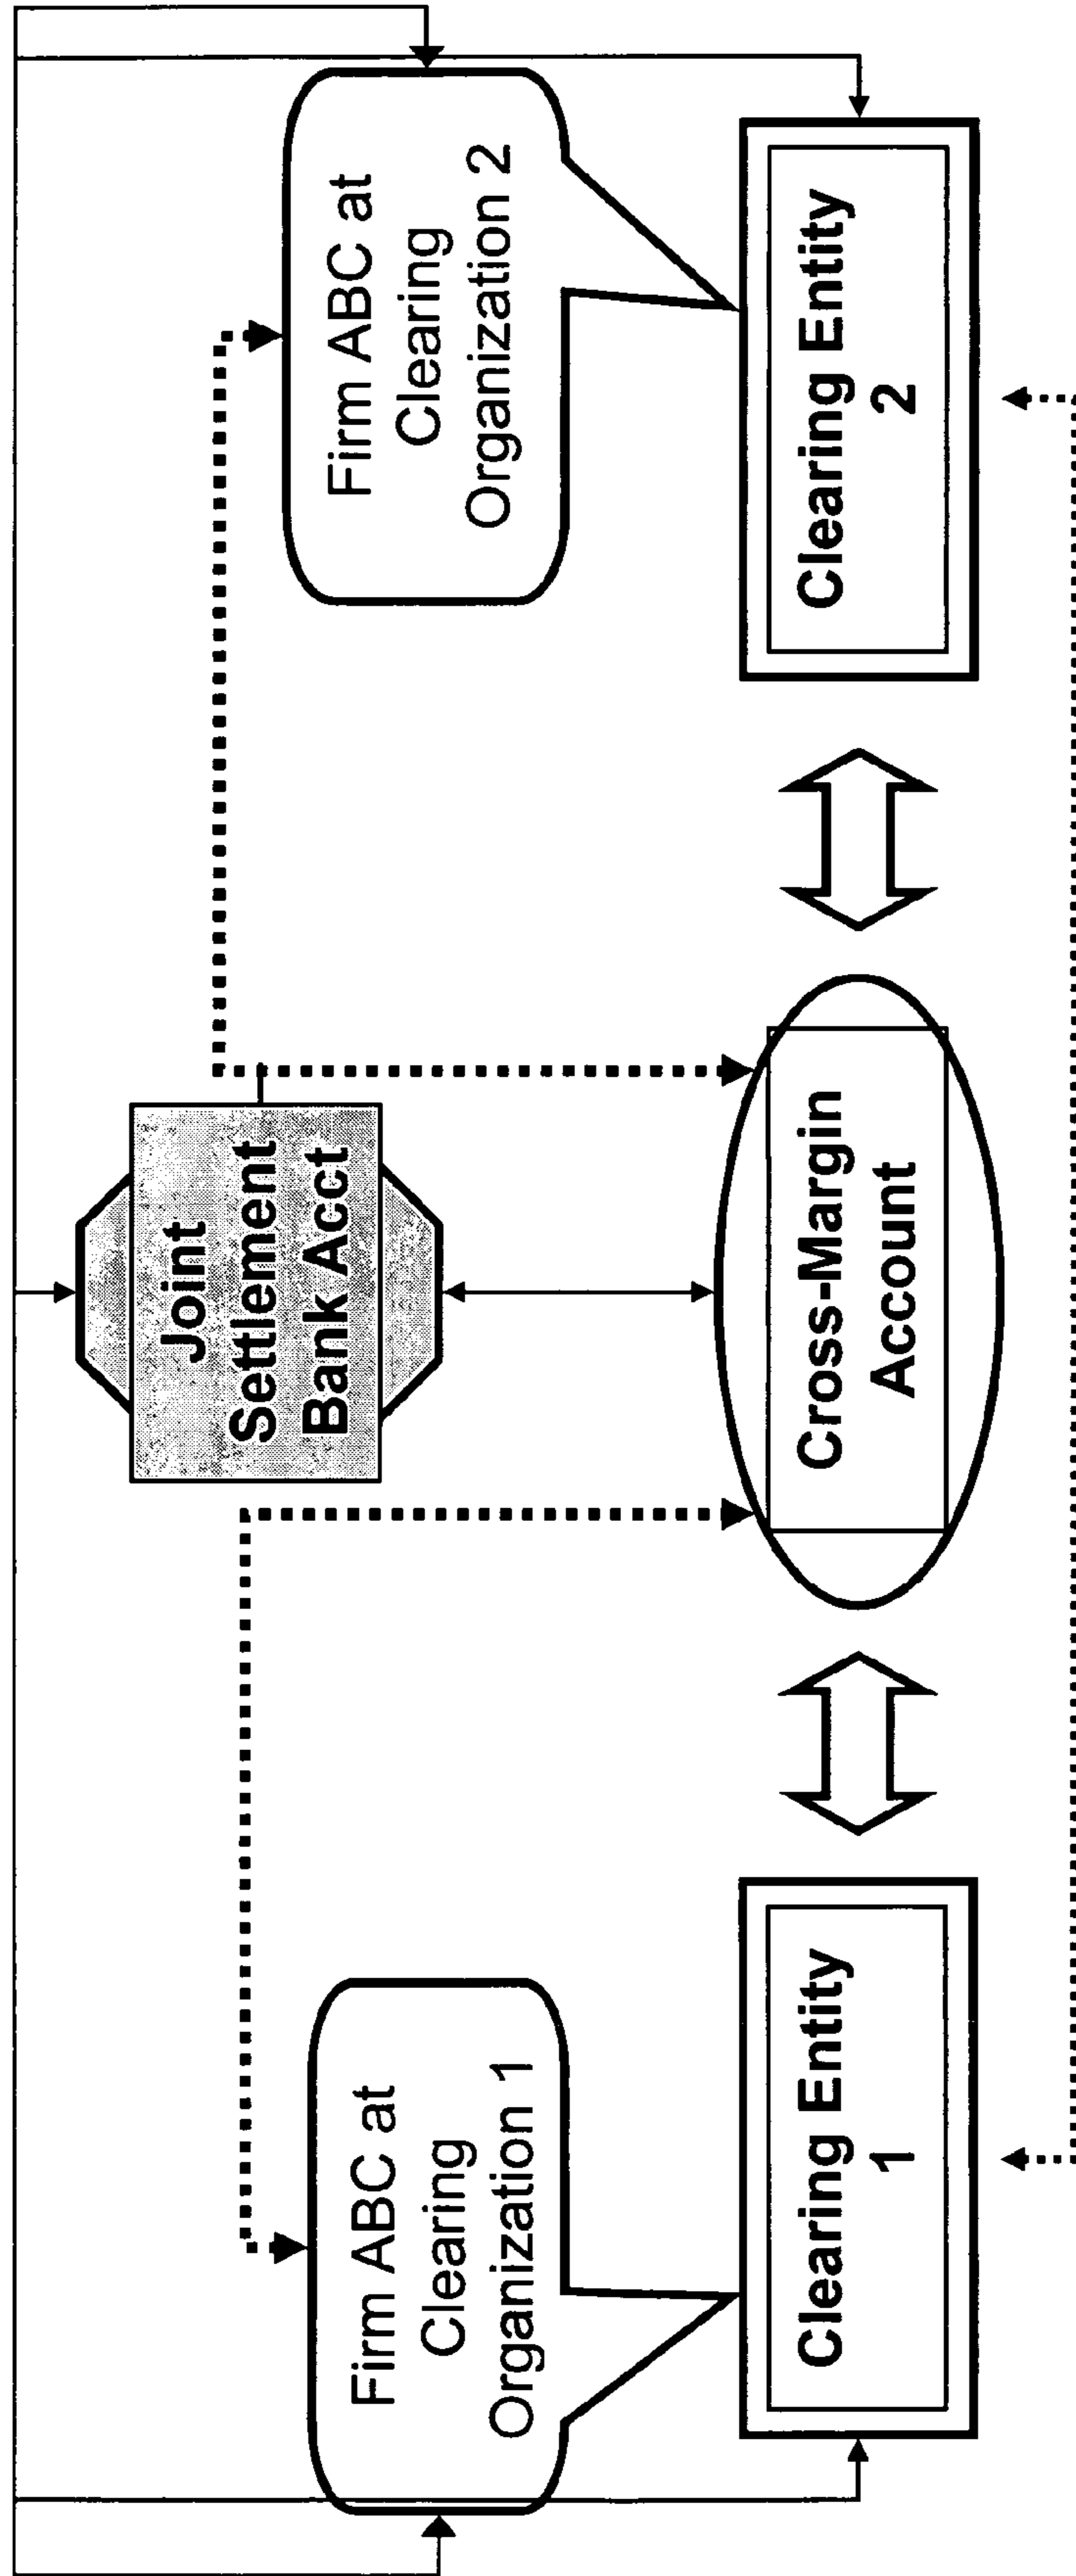 Firm ABC at
Clearing
Organization 1
Joint
Settlement
Bank Acct
Firm ABC at
Clearing
Organization 2
Clearing Entity
1
Cross-Margin
Account
Clearing Entity
2